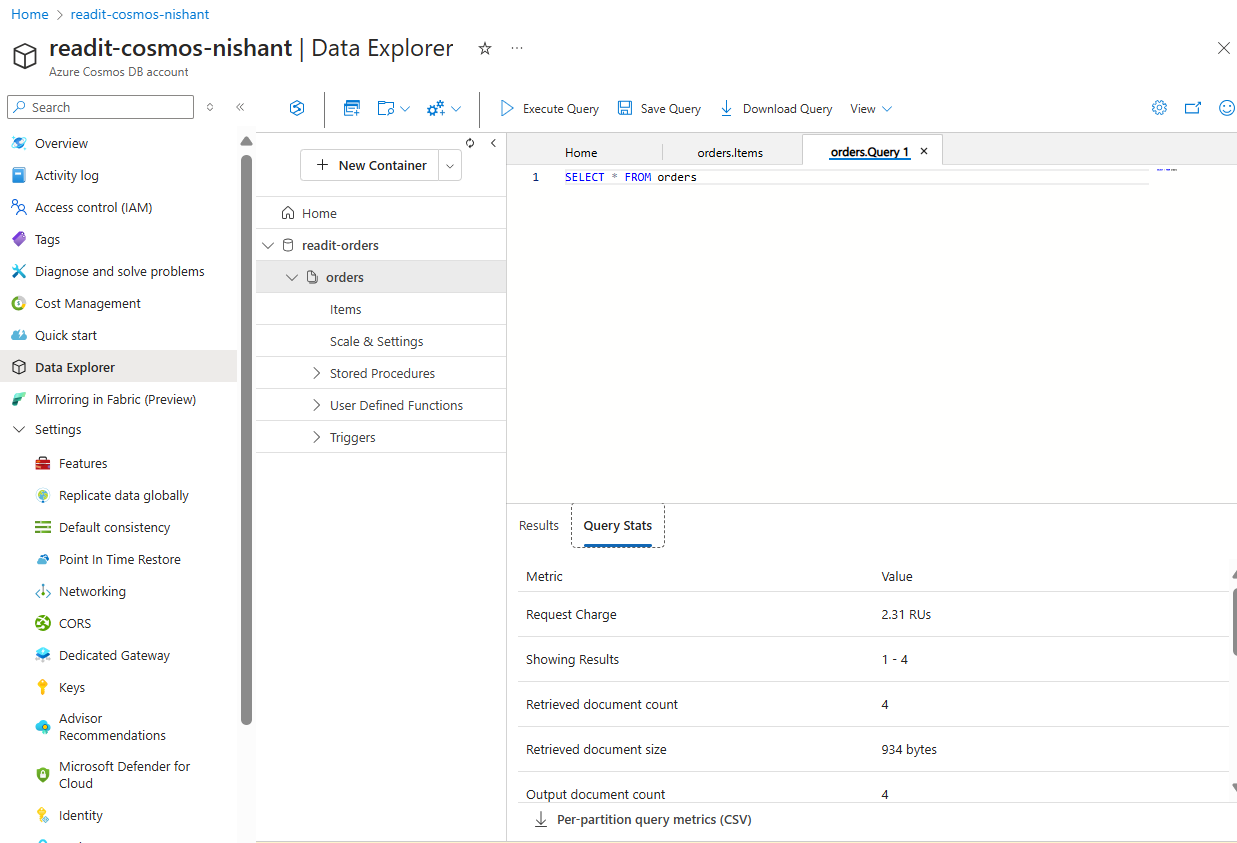 Home > readit-cosmos-nishant
readit-cosmos-nishant | Data Explorer
Azure Cosmos DB account
Search
Overview
Activity log
Access control (IAM)
Tags
Diagnose and solve problems
Cost Management
Quick start
Data Explorer
Mirroring in Fabric (Preview)
Settings
Features
Replicate data globally
Default consistency
Point In Time Restore
Networking
CORS
Dedicated Gateway
Keys
Advisor
Recommendations
Microsoft Defender for
Cloud
Identity
Execute Query Save Query Download Query View
New Container
Home
readit-orders
orders
Items
Scale & Settings
Stored Procedures
User Defined Functions
Triggers
Home orders.Items orders.Query 1
1 SELECT * FROM orders
Results Query Stats
Metric Value
Request Charge 2.31 RUs
Showing Results 1 - 4
Retrieved document count 4
Retrieved document size 934 bytes
Output document count 4
Per-partition query metrics (CSV)